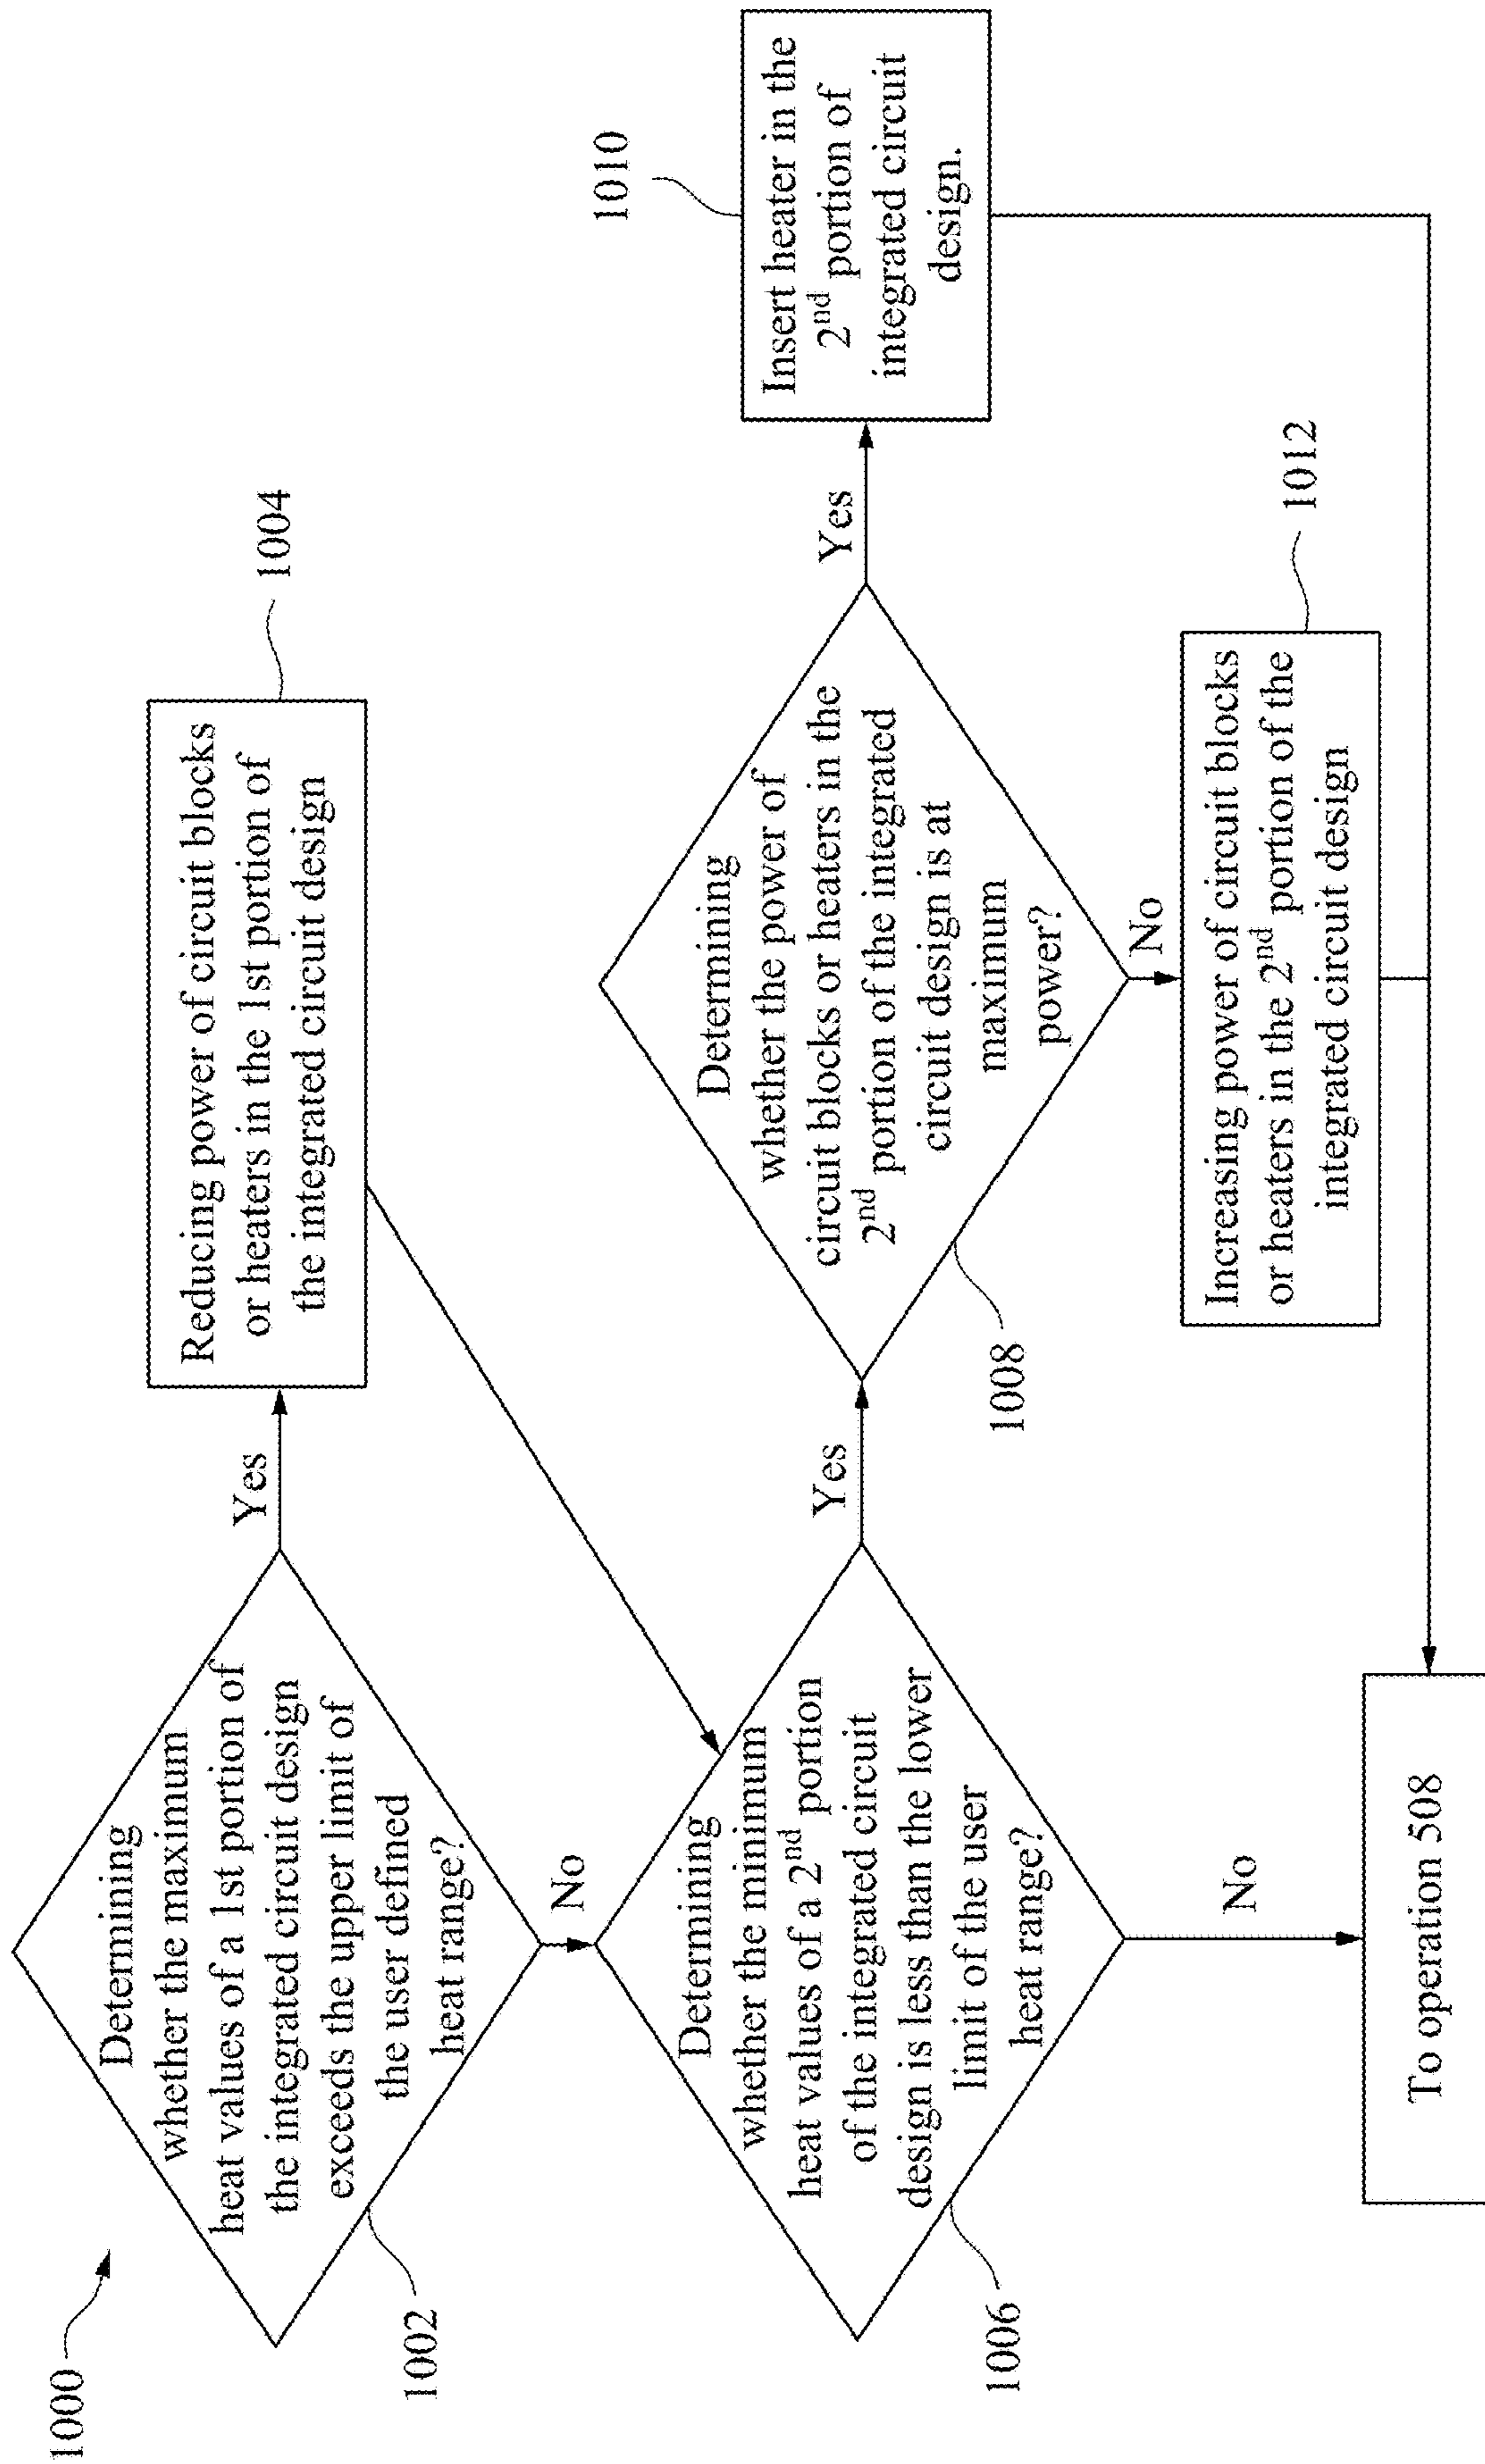 1000
1002
Determining
whether the maximum
heat values of a 1st portion of
the integrated circuit design
exceeds the upper limit of
the user defined
heat range?
Yes
No
1004
Reducing power of circuit blocks
or heaters in the 1st portion of
the integrated circuit design
1006
Determining
whether the minimum
heat values of a 2nd portion
of the integrated circuit
design is less than the lower
limit of the user
heat range?
Yes
No
1008
Determining
whether the power of
circuit blocks or heaters in the
2nd portion of the integrated
circuit design is at
maximum
power?
Yes
No
1010
Insert heater in the
2nd portion of
integrated circuit
design.
1012
Increasing power of circuit blocks
or heaters in the 2nd portion of the
integrated circuit design
To operation 508